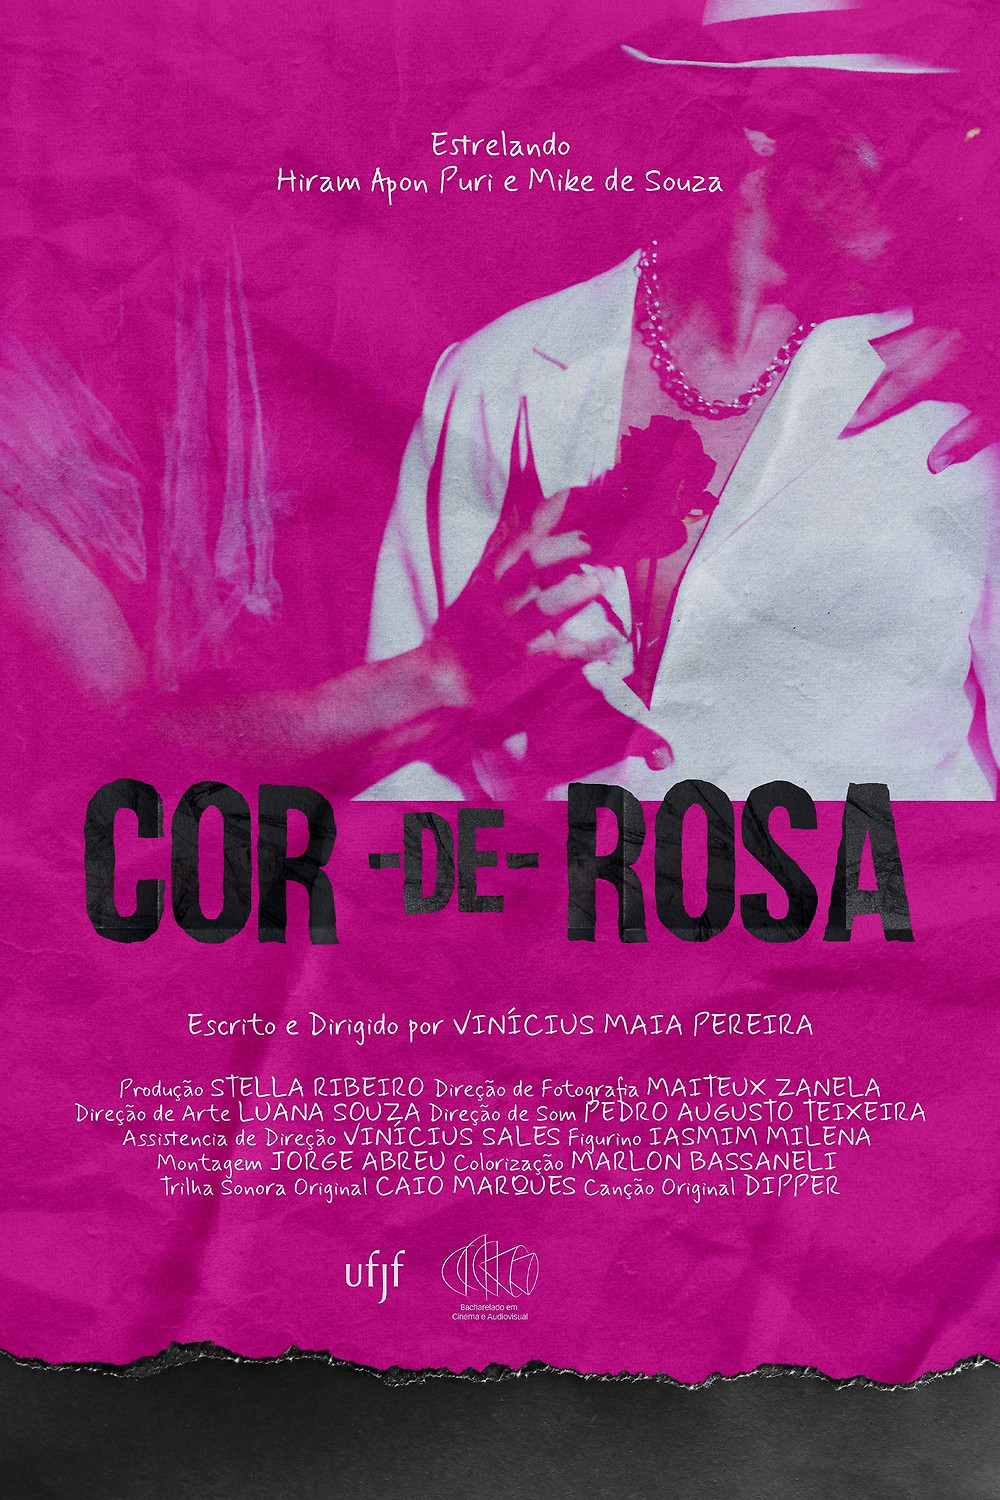 Estrelando
Hiram Apon Puri e Mike de Souza
COR -DE- ROSA
Escrito e Dirigido por VINÍCIUS MAIA PEREIRA
Produção STELLA RIBEIRO Direção de Fotografia MAITEUX ZANELA
Direção de Arte LUANA SOUZA Direção de Som PEDRO AUGUSTO TEIXEIRA
Assistencia de Direção VINÍCIUS SALES Figurino IASMIM MILENA
Montagem JORGE ABREU Colorização MARLON BASSANELI
Trilha Sonora Original CAIO MARQUES Canção Original DIPPER
ufjf
Bacharelado em
Cinema e Audiovisual